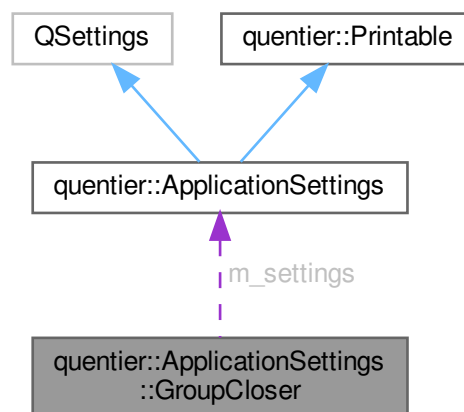 QSettings
quentier::Printable
quentier::ApplicationSettings
m_settings
quentier::ApplicationSettings
::GroupCloser